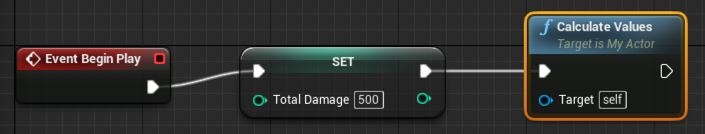 Event Begin Play
SET
Total Damage 500
f Calculate Values
Target is My Actor
Target self